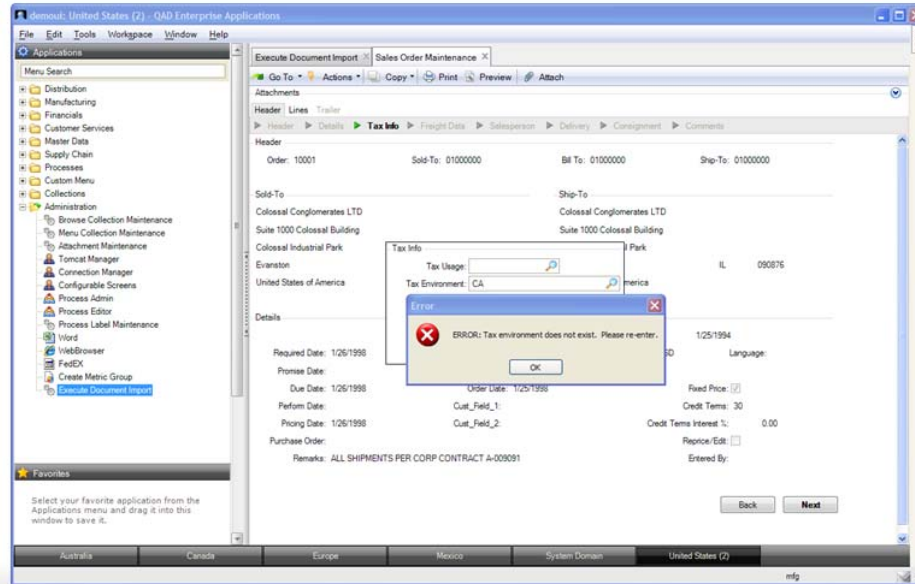 demoui: United States (2) - QAD Enterprise Applications
File Edit Tools Workspace Window Help
Applications
Menu Search
Distribution
Manufacturing
Financials
Customer Services
Master Data
Supply Chain
Processes
Custom Menu
Collections
Administration
Browse Collection Maintenance
Menu Collection Maintenance
Attachment Maintenance
Tomcat Manager
Connection Manager
Configurable Screens
Process Admin
Process Editor
Process Label Maintenance
Word
WebBrowser
FedEX
Create Metric Group
Execute Document Import
Favorites
Select your favorite application from the
Applications menu and drag it into this
window to save it.
Execute Document Import Sales Order Maintenance
Go To Actions Copy Print Preview Attach
Attachments
Header Lines Trailer
Header Details Tax Info Freight Data Salesperson Delivery Consignment Comments
Header
Order: 10001 Sold-To: 01000000 Bill To: 01000000 Ship-To: 01000000
Sold-To Ship-To
Colossal Conglomerates LTD Colossal Conglomerates LTD
Suite 1000 Colossal Building Suite 1000 Colossal Building
Colossal Industrial Park Park
Evanston IL 090876
United States of America merica
Tax Info
Tax Usage:
Tax Environment: CA
Error
ERROR: Tax environment does not exist. Please re-enter.
OK
Details
1/25/1994
Required Date: 1/26/1998 SD Language:
Promise Date:
Due Date: 1/26/1998 Order Date: 1/25/1998 Fixed Price:
Perform Date: Cust_Field_1: Credit Terms: 30
Pricing Date: 1/26/1998 Cust_Field_2: Credit Terms Interest %: 0.00
Purchase Order: Reprice/Edit:
Remarks: ALL SHIPMENTS PER CORP CONTRACT A-009091 Entered By:
Back Next
Australia Canada Europe Mexico System Domain United States (2)
mfg